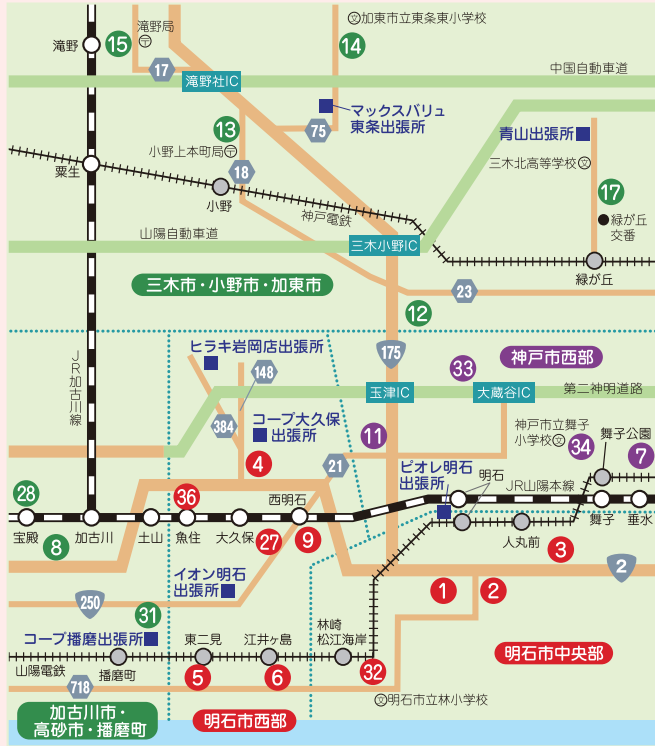 滝野局
〒
文加東市立東条東小学校
滝野
15
14
17
中国自動車道
滝野社IC
マックスバリュ
東条出張所
13
75
青山出張所
小野上本町局〒
三木北高等学校文
粟生
18
17
小野
神戸電鉄
緑が丘
交番
山陽自動車道
三木小野IC
緑が丘
三木市・小野市・加東市
23
12
ヒラキ岩岡店出張所
175
神戸市西部
JR加古川線
148
33
玉津IC
大蔵谷IC
第二神明道路
384
コープ大久保
出張所
11
神戸市立舞子
小学校文
34
舞子公園
7
4
21
ピオレ明石
出張所
明石
28
36
西明石
JR山陽本線
宝殿
加古川
土山
魚住
大久保
舞子
垂水
8
27
9
人丸前
3
イオン明石
出張所
2
250
1
2
31
コープ播磨出張所
東二見
江井ヶ島
林崎
松江海岸
明石市中央部
山陽電鉄
播磨町
5
6
32
718
文明石市立林小学校
加古川市・
高砂市・播磨町
明石市西部